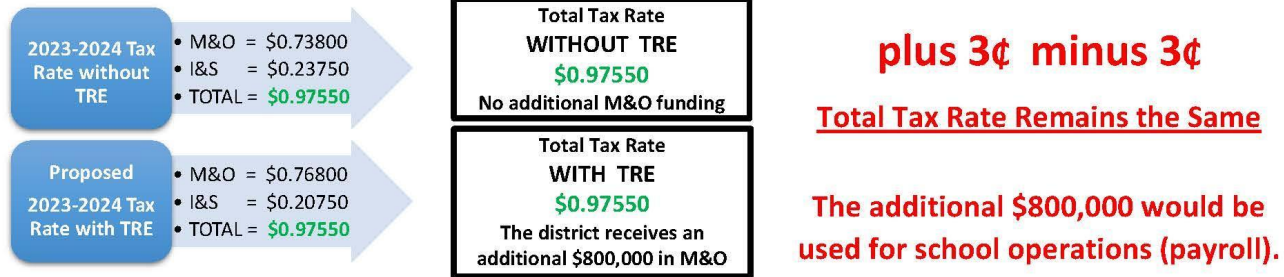 2023-2024 Tax
Rate without
TRE
• M&O = $0.73800
• I&S = $0.23750
• TOTAL = $0.97550
Total Tax Rate
WITHOUT TRE
$0.97550
No additional M&O funding
plus 3¢ minus 3¢
Total Tax Rate Remains the Same
Proposed
2023-2024 Tax
Rate with TRE
• M&O = $0.76800
• I&S = $0.20750
• TOTAL = $0.97550
Total Tax Rate
WITH TRE
$0.97550
The district receives an
additional $800,000 in M&O
The additional $800,000 would be
used for school operations (payroll).